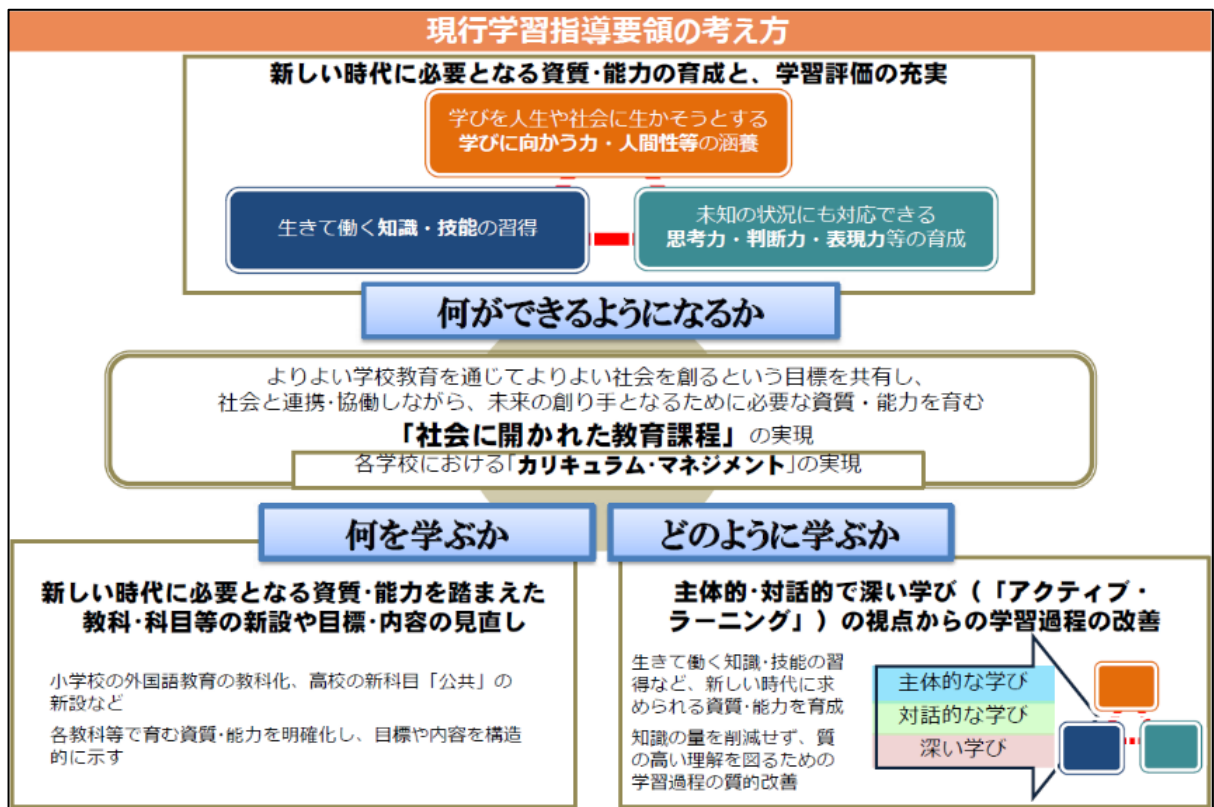 現行学習指導要領の考え方
新しい時代に必要となる資質･能力の育成と、学習評価の充実
学びを人生や社会に生かそうとする
学びに向かう力・人間性等の涵養
生きて働く知識・技能の習得
未知の状況にも対応できる
思考力・判断力・表現力等の育成
何ができるようになるか
よりよい学校教育を通じてよりよい社会を創るという目標を共有し、
社会と連携･協働しながら、未来の創り手となるために必要な資質・能力を育む
「社会に開かれた教育課程」の実現
各学校における「カリキュラム･マネジメント」の実現
何を学ぶか
新しい時代に必要となる資質･能力を踏まえた
教科･科目等の新設や目標･内容の見直し
小学校の外国語教育の教科化、高校の新科目「公共」の
新設など
各教科等で育む資質･能力を明確化し、目標や内容を構造
的に示す
どのように学ぶか
主体的･対話的で深い学び（「アクティブ・
ラーニング」）の視点からの学習過程の改善
生きて働く知識･技能の習
得など、新しい時代に求
められる資質･能力を育成
知識の量を削減せず、質
の高い理解を図るための
学習過程の質的改善
主体的な学び
対話的な学び
深い学び